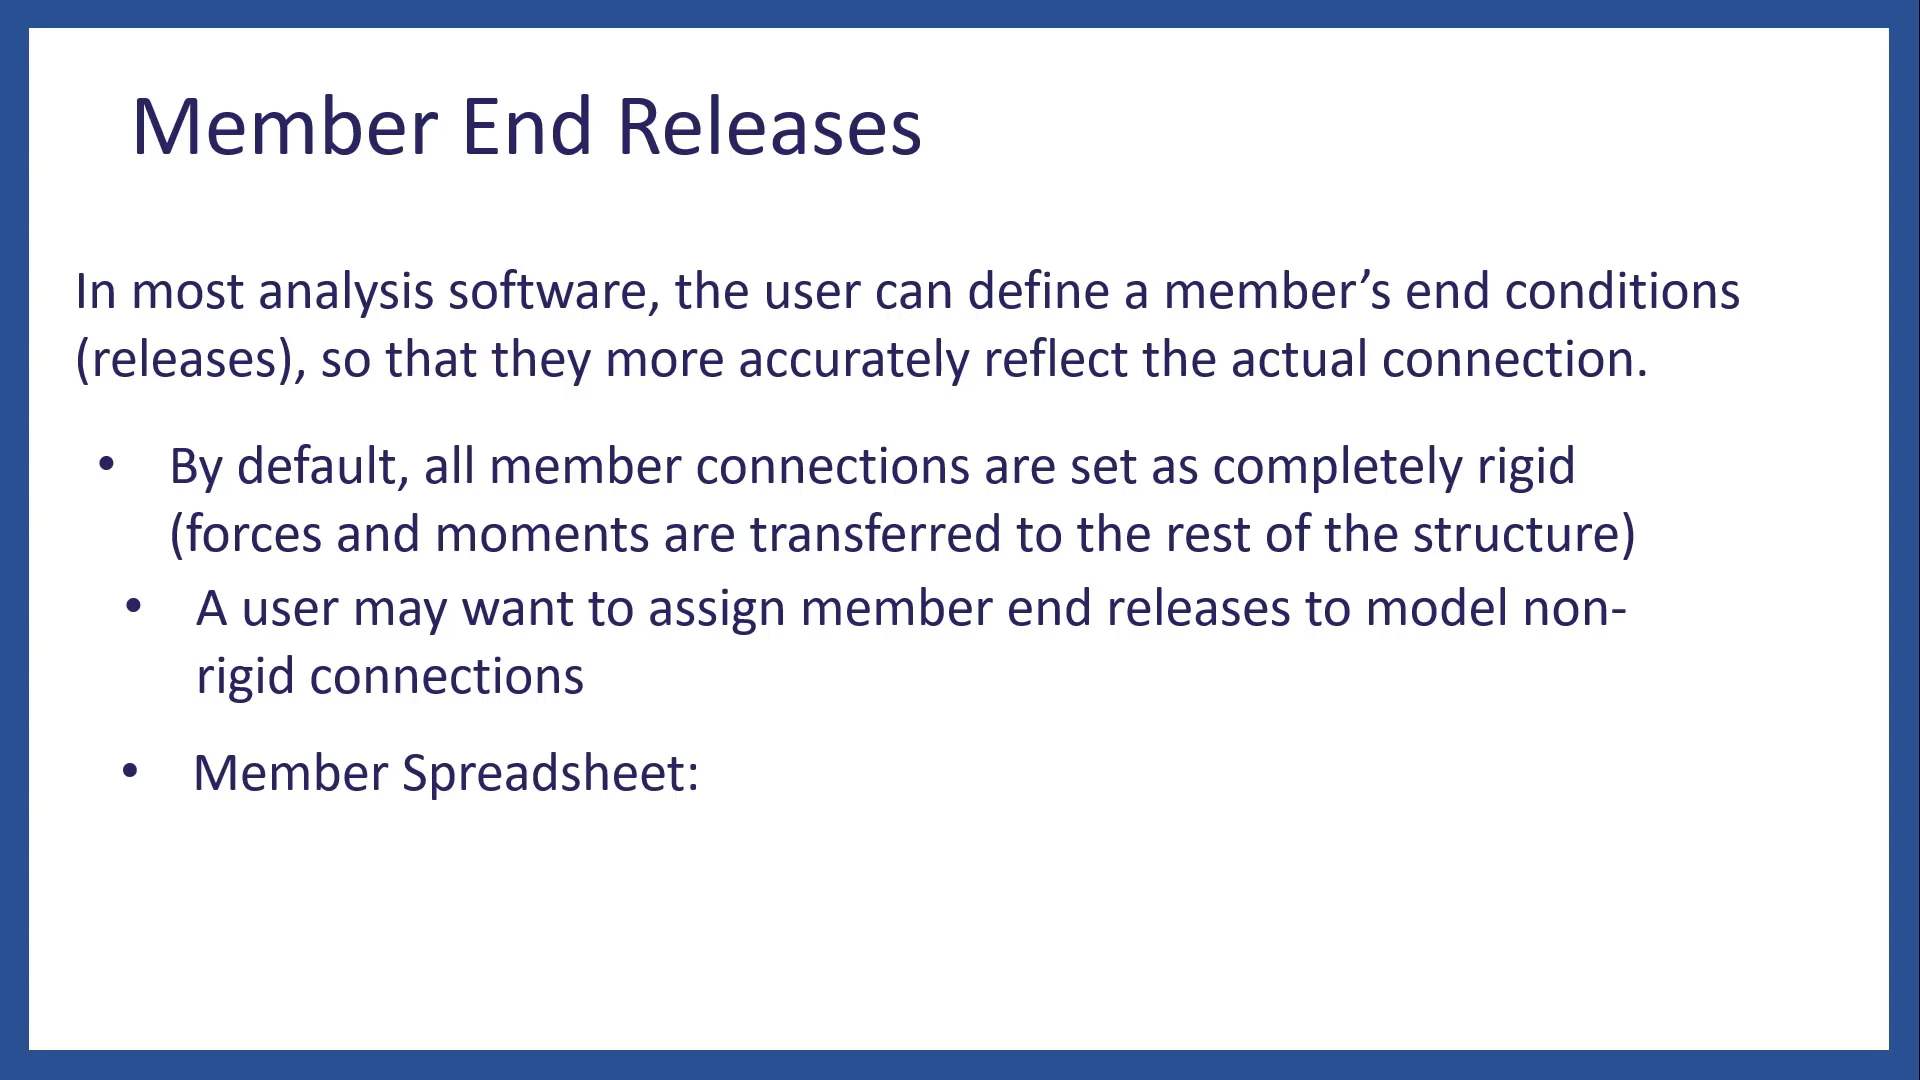 Member End Releases
In most analysis software, the user can define a member’s end conditions
(releases), so that they more accurately reflect the actual connection.
• By default, all member connections are set as completely rigid
(forces and moments are transferred to the rest of the structure)
• A user may want to assign member end releases to model non-
rigid connections
• Member Spreadsheet: